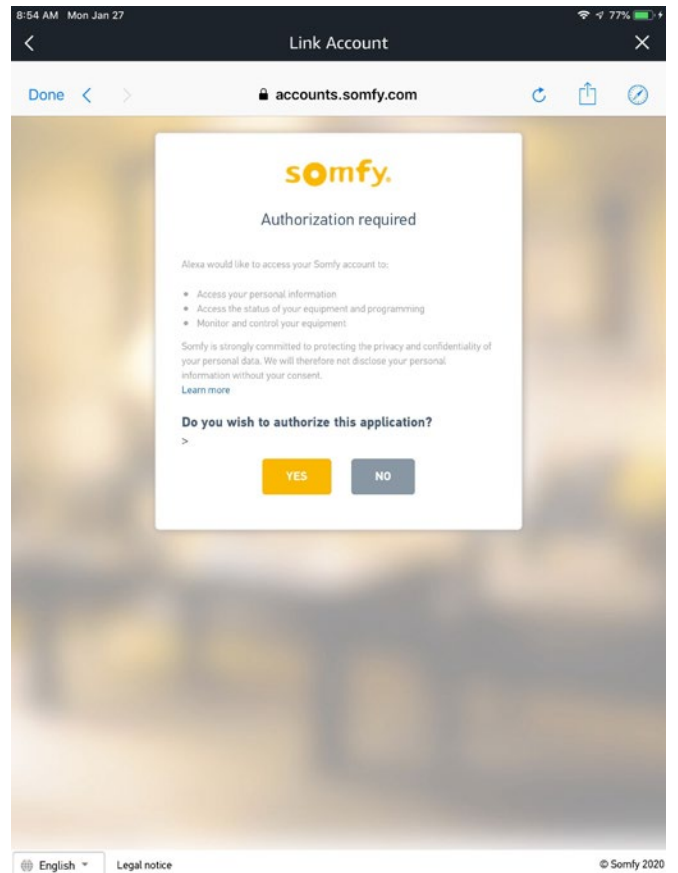 8:54 AM Mon Jan 27 77%
Link Account
Done accounts.somfy.com
somfy.
Authorization required
Alexa would like to access your Somfy account to:
Access your personal information
Access the status of your equipment and programming
Monitor and control your equipment
Somfy is strongly committed to protecting the privacy and confidentiality of
your personal data. We will therefore not disclose your personal
information without your consent.
Learn more
Do you wish to authorize this application?
>
YES NO
English Legal notice © Somfy 2020